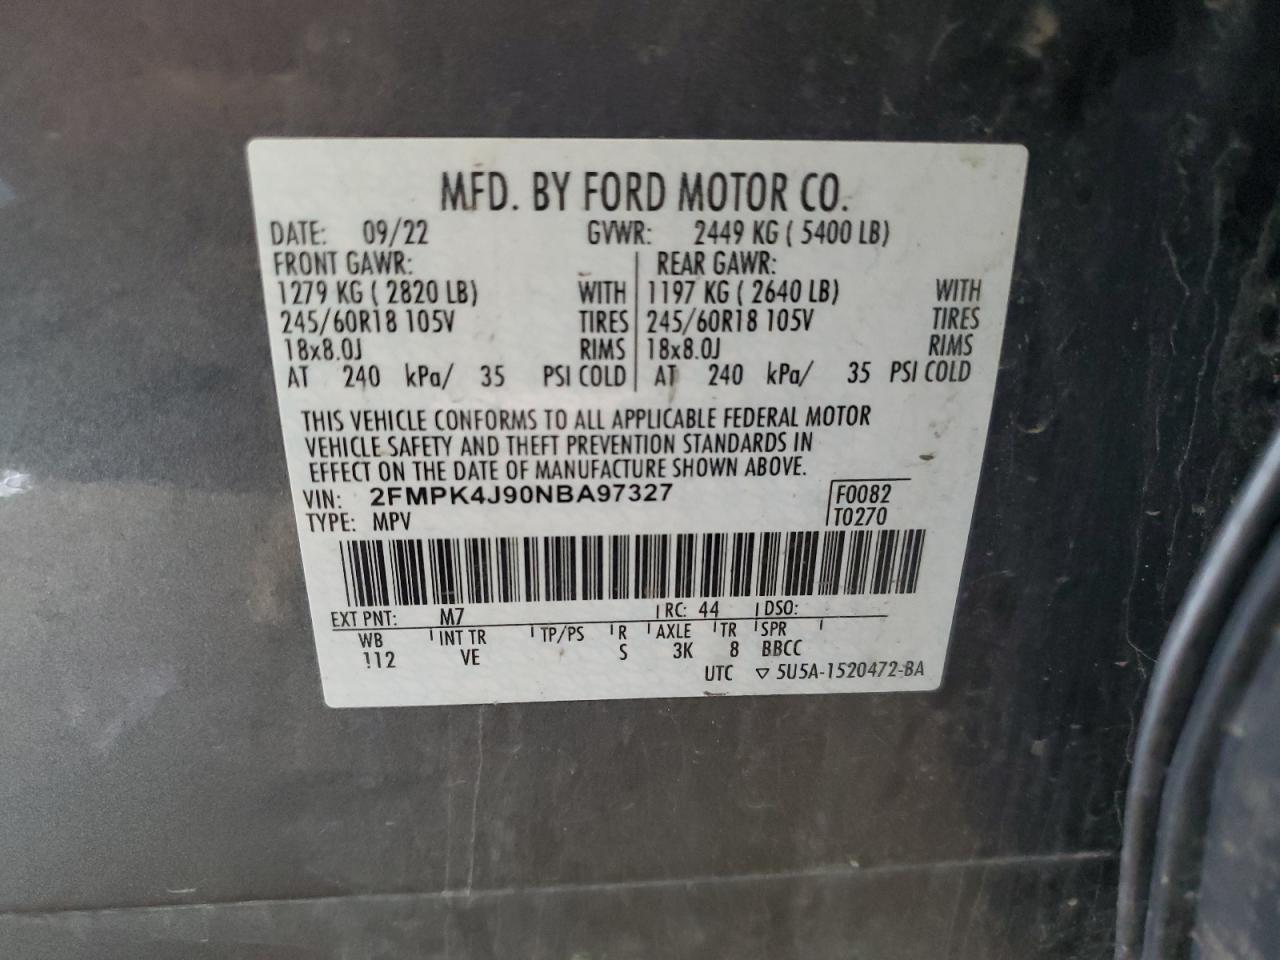 MFD. BY FORD MOTOR CO.
DATE: 09/22 GVWR: 2449 KG ( 5400 LB)
FRONT GAWR: REAR GAWR:
1279 KG ( 2820 LB) WITH 1197 KG ( 2640 LB) WITH
245/60R18 105V TIRES 245/60R18 105V TIRES
18x8.0J RIMS 18x8.0J RIMS
AT 240 kPa/ 35 PSI COLD AT 240 kPa/ 35 PSI COLD
THIS VEHICLE CONFORMS TO ALL APPLICABLE FEDERAL MOTOR
VEHICLE SAFETY AND THEFT PREVENTION STANDARDS IN
EFFECT ON THE DATE OF MANUFACTURE SHOWN ABOVE.
VIN: 2FMPK4J90NBA97327 F0082
TYPE: MPV T0270
EXT PNT: M7 RC: 44 DSO:
WB INT TR TP/PS R AXLE TR SPR
112 VE S 3K 8 BBCC
UTC ▽ 5U5A-1520472-BA